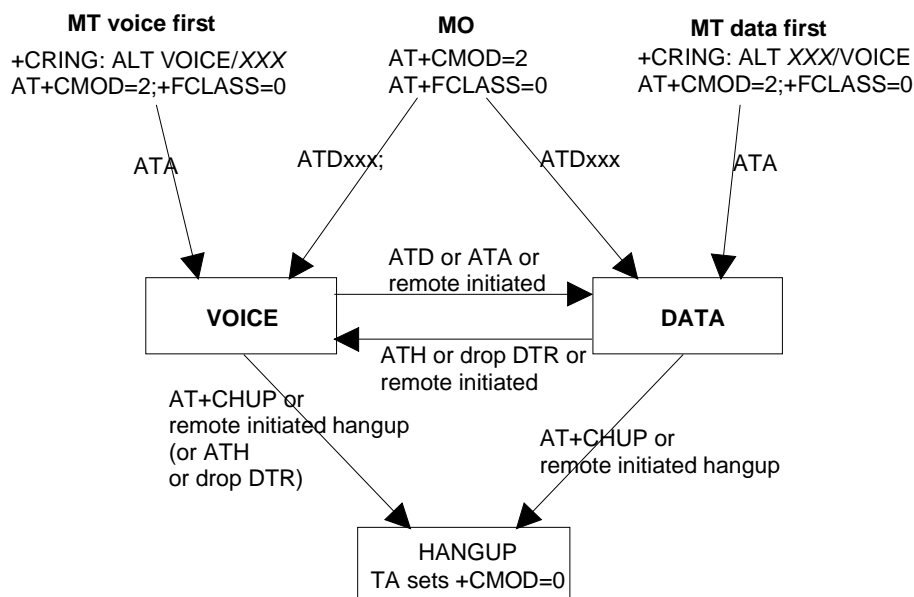 MT voice first
+CRING: ALT VOICE/XXX
AT+CMOD=2;+FCLASS=0
MO
AT+CMOD=2
AT+FCLASS=0
MT data first
+CRING: ALT XXX/VOICE
AT+CMOD=2;+FCLASS=0
ATA
ATDxxx;
ATDxxx
ATA
ATD or ATA or
remote initiated
VOICE
DATA
ATH or drop DTR or
remote initiated
AT+CHUP or
remote initiated hangup
(or ATH
or drop DTR)
AT+CHUP or
remote initiated hangup
HANGUP
TA sets +CMOD=0